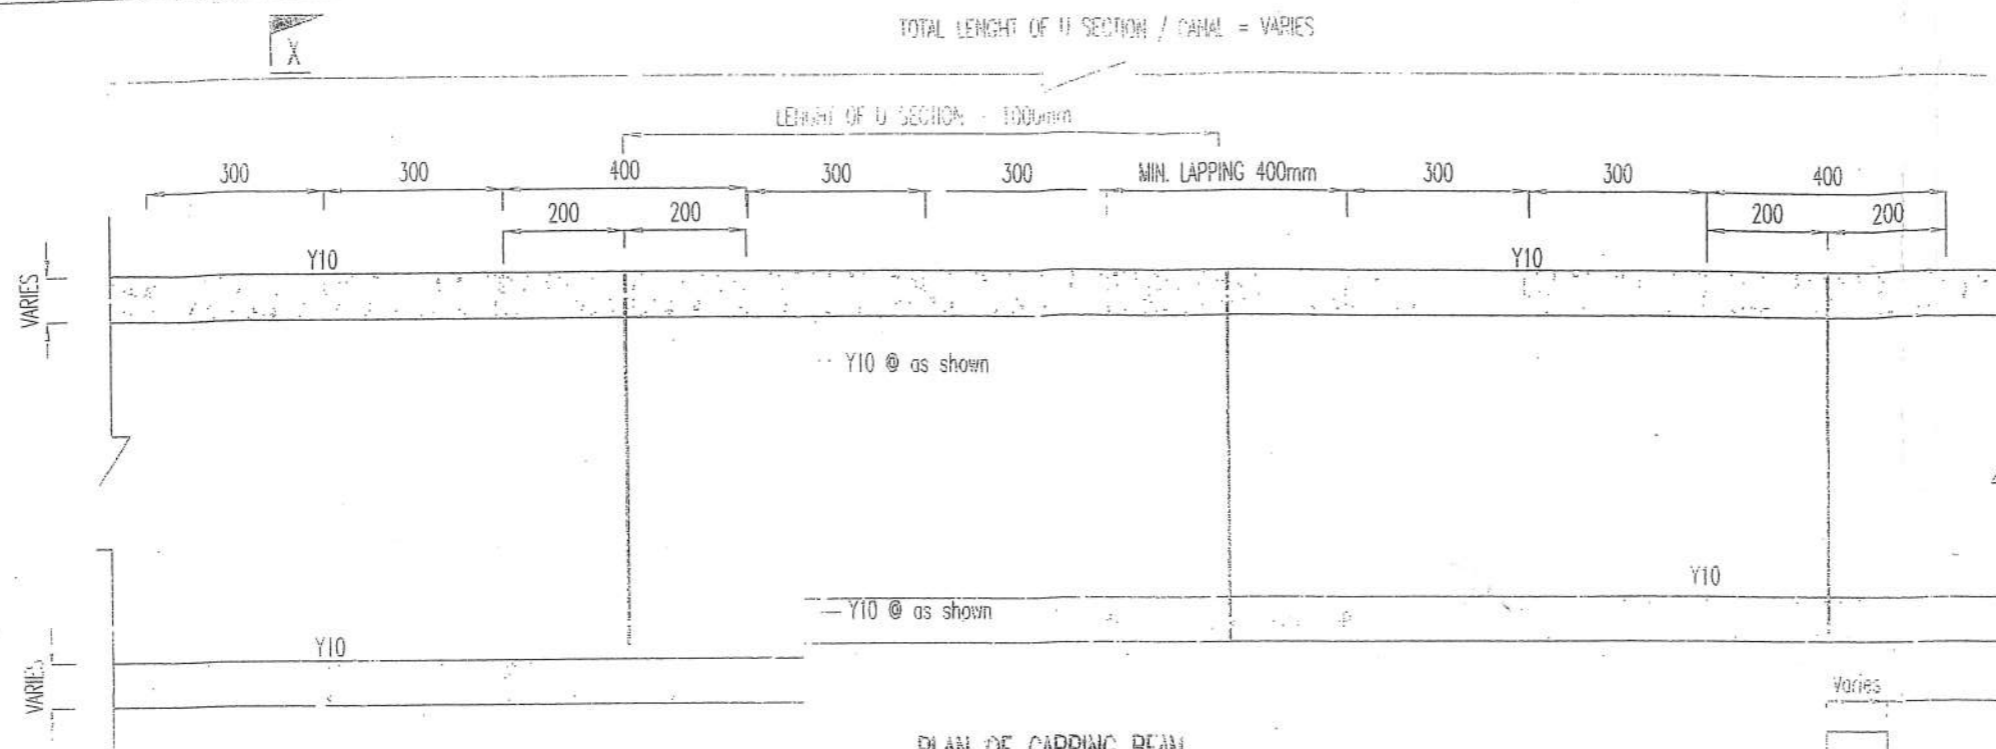 TOTAL LENGHT OF U SECTION / CANAL = VARIES
X
LENGHT OF U SECTION - 1000mm
300 300 400 300 300 MIN. LAPPING 400mm 300 300 400
200 200 200 200
Y10 Y10
VARIES
Y10 @ as shown
Y10
Y10 @ as shown
Y10
VARIES
Varies
PLAN OF CAPPING BEAM